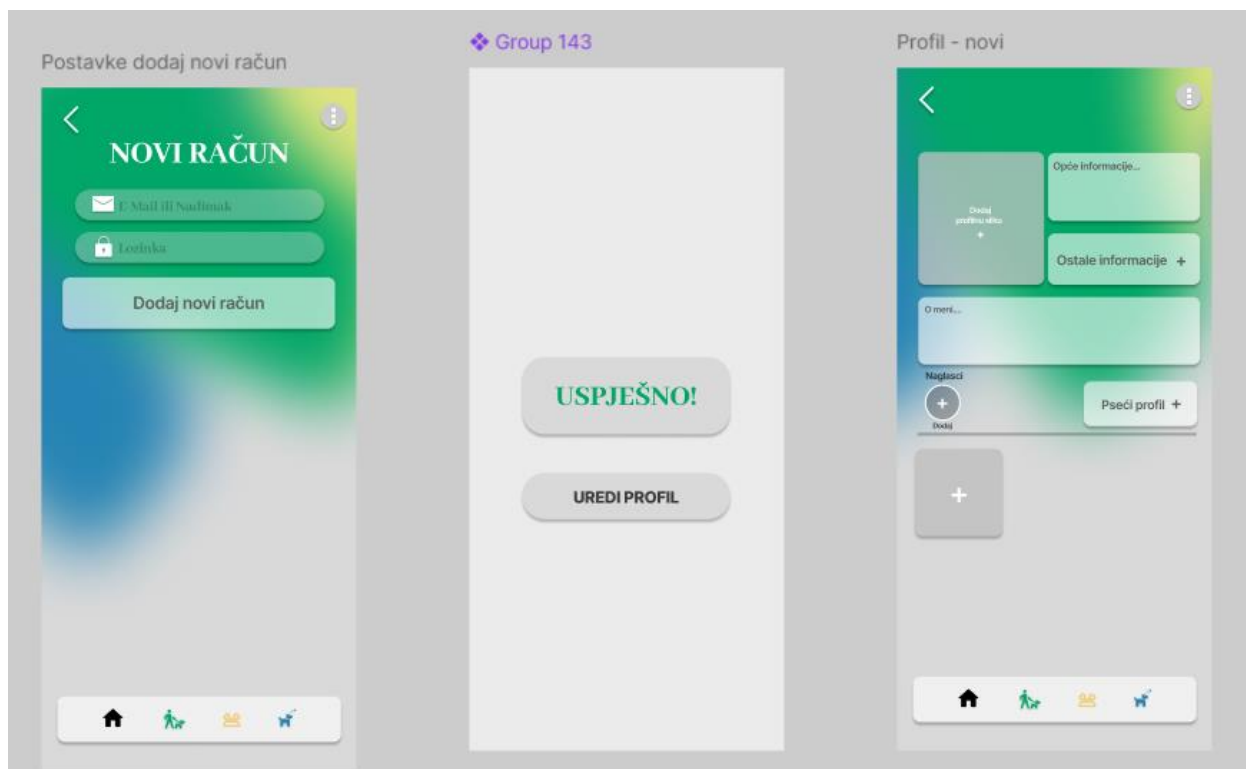 Postavke dodaj novi račun
NOVI RAČUN
E Mail ili Nadimak
Lozinka
Dodaj novi račun
Group 143
USPJEŠNO!
UREDI PROFIL
Profil - novi
Dodaj
profilnu sliku
+
Opće informacije...
Ostale informacije +
O meni...
Naglasci
+
Dodaj
Pseći profil +
+